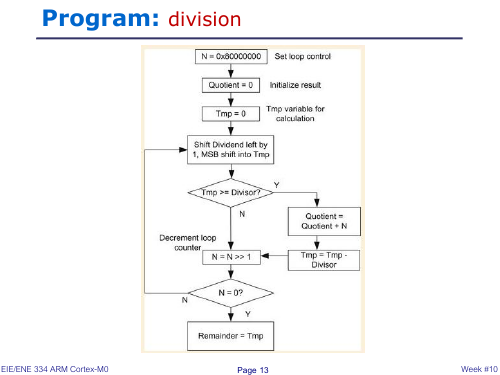 Program: division
N = 0x80000000
Set loop control
Quotient = 0
Initialize result
Tmp = 0
Tmp variable for
calculation
Shift Dividend left by
1, MSB shift into Tmp
Tmp >= Divisor?
Y
N
Quotient =
Quotient + N
Decrement loop
counter
N = N >> 1
Tmp = Tmp -
Divisor
N = 0?
N
Y
Remainder = Tmp
EIE/ENE 334 ARM Cortex-M0
Page 13
Week #10